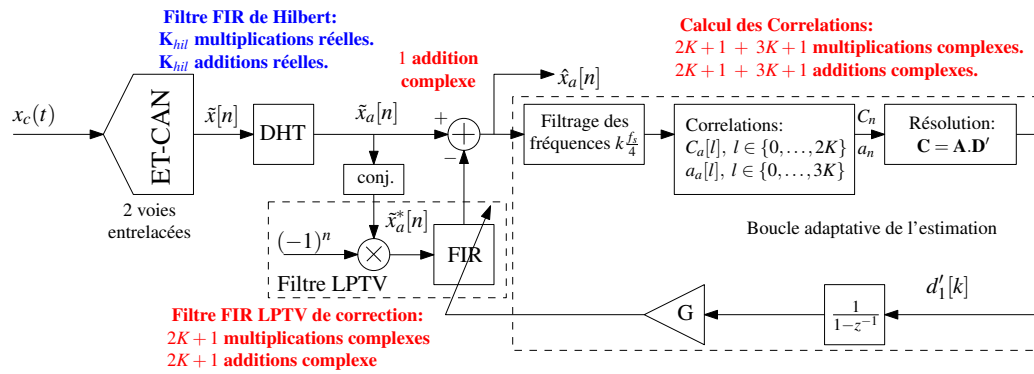 Filtre FIR de Hilbert:
K_hil multiplications réelles.
K_hil additions réelles.
1 addition
complexe
Calcul des Correlations:
2K+1 + 3K+1 multiplications complexes.
2K+1 + 3K+1 additions complexes.
x_c(t)
ET-CAN
x̃[n]
DHT
x̃_a[n]
+
−
x̂_a[n]
Filtrage des
fréquences k f_s/4
Correlations:
C_a[l], l ∈ {0,...,2K}
a_a[l], l ∈ {0,...,3K}
C_n
a_n
Résolution:
C = A.D′
conj.
2 voies
entrelacées
x̃_a^*[n]
(−1)^n
FIR
Filtre LPTV
Boucle adaptative de l'estimation
Filtre FIR LPTV de correction:
2K+1 multiplications complexes
2K+1 additions complexe
G
1/(1−z^{−1})
d′_1[k]